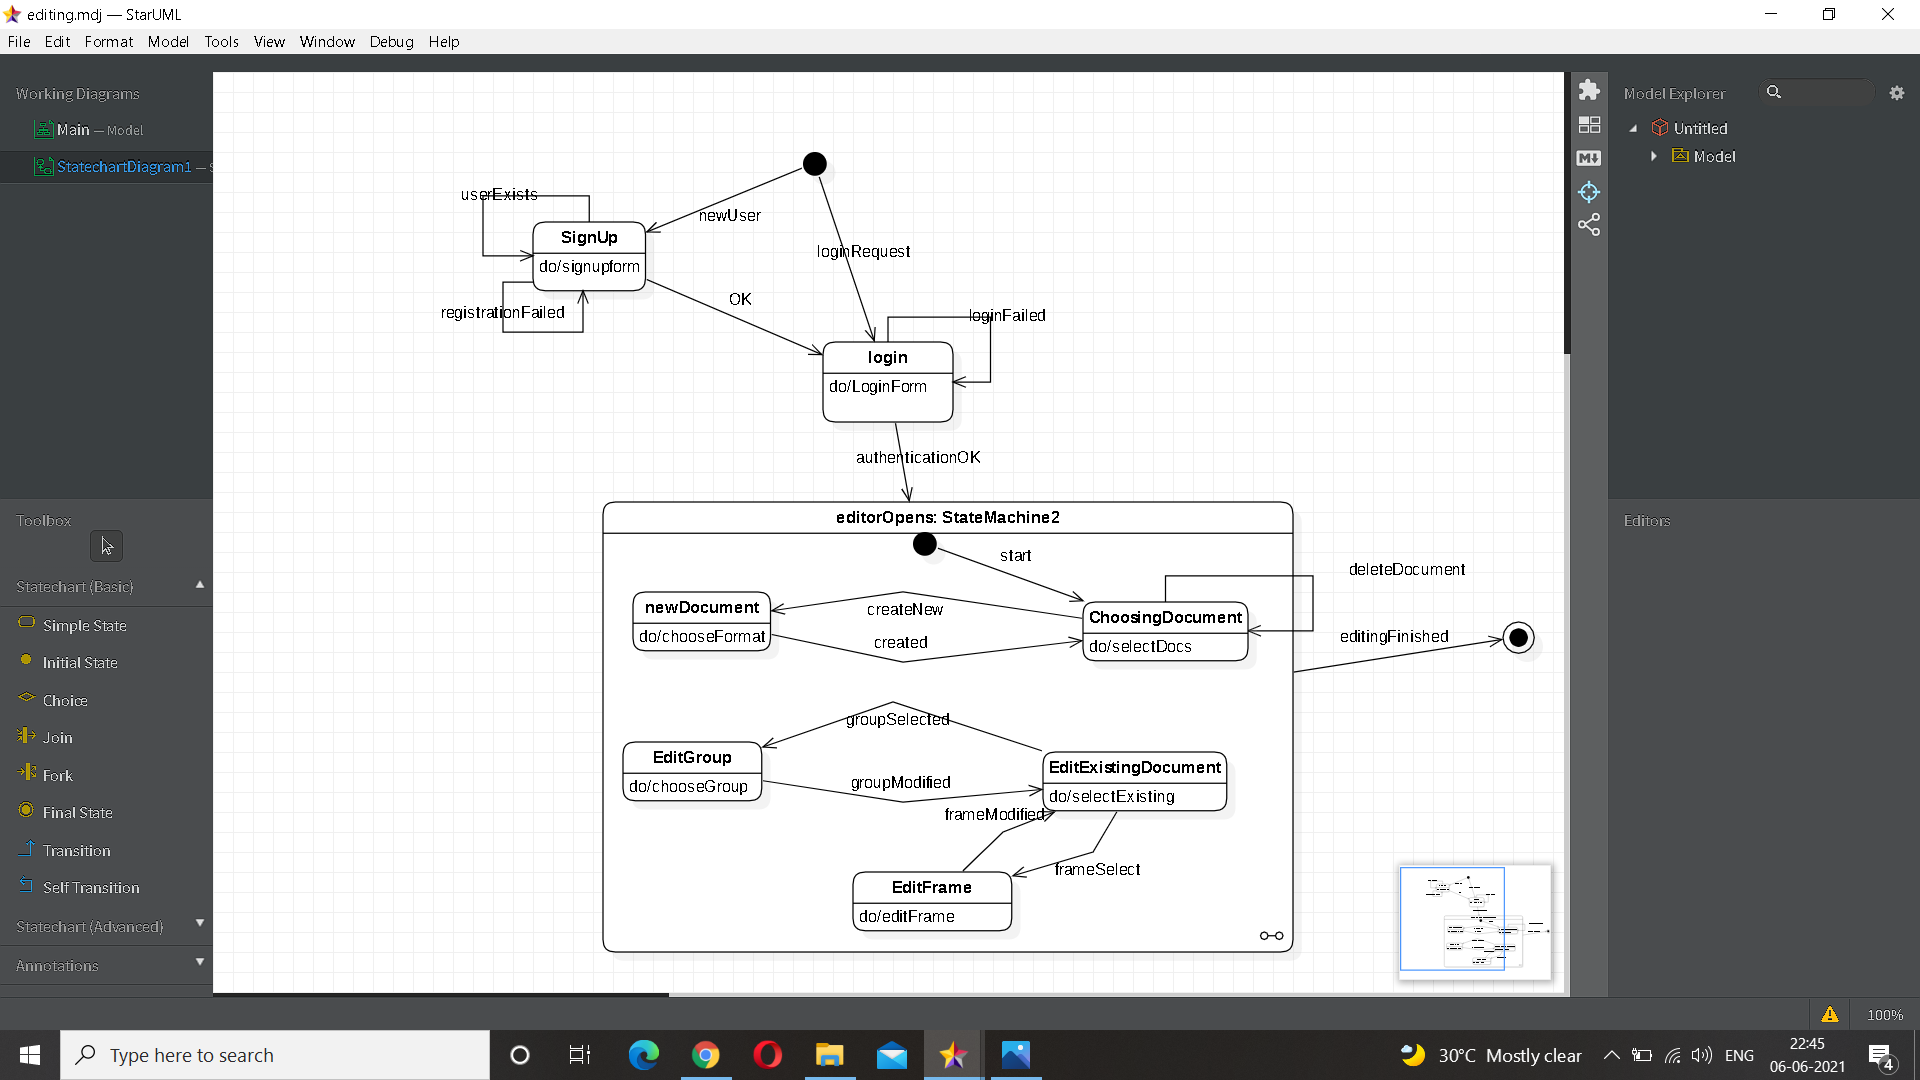 editing.mdj — StarUML
File Edit Format Model Tools View Window Debug Help
Working Diagrams
Main — Model
StatechartDiagram1 — S
Toolbox
Statechart (Basic)
Simple State
Initial State
Choice
Join
Fork
Final State
Transition
Self Transition
Statechart (Advanced)
Annotations
userExists
newUser
SignUp
do/signupform
loginRequest
registrationFailed
OK
loginFailed
login
do/LoginForm
authenticationOK
editorOpens: StateMachine2
start
deleteDocument
newDocument
do/chooseFormat
createNew
created
ChoosingDocument
do/selectDocs
editingFinished
groupSelected
EditGroup
do/chooseGroup
groupModified
EditExistingDocument
do/selectExisting
frameModified
frameSelect
EditFrame
do/editFrame
M
Model Explorer
Untitled
Model
Editors
100%
Type here to search
30°C Mostly clear
ENG
22:45
06-06-2021
4